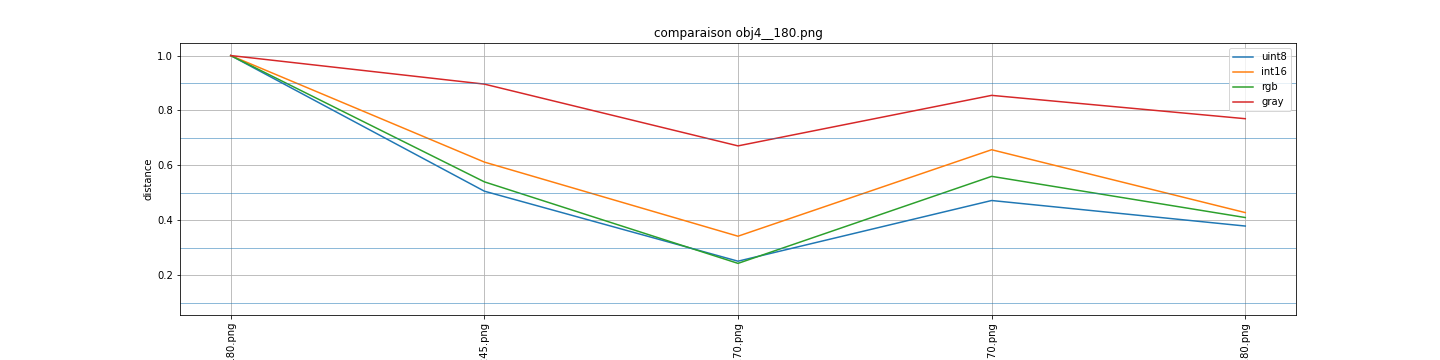 comparaison obj4__180.png
uint8
int16
rgb
gray
distance
1.0
0.8
0.6
0.4
0.2
.80.png
45.png
70.png
70.png
80.png